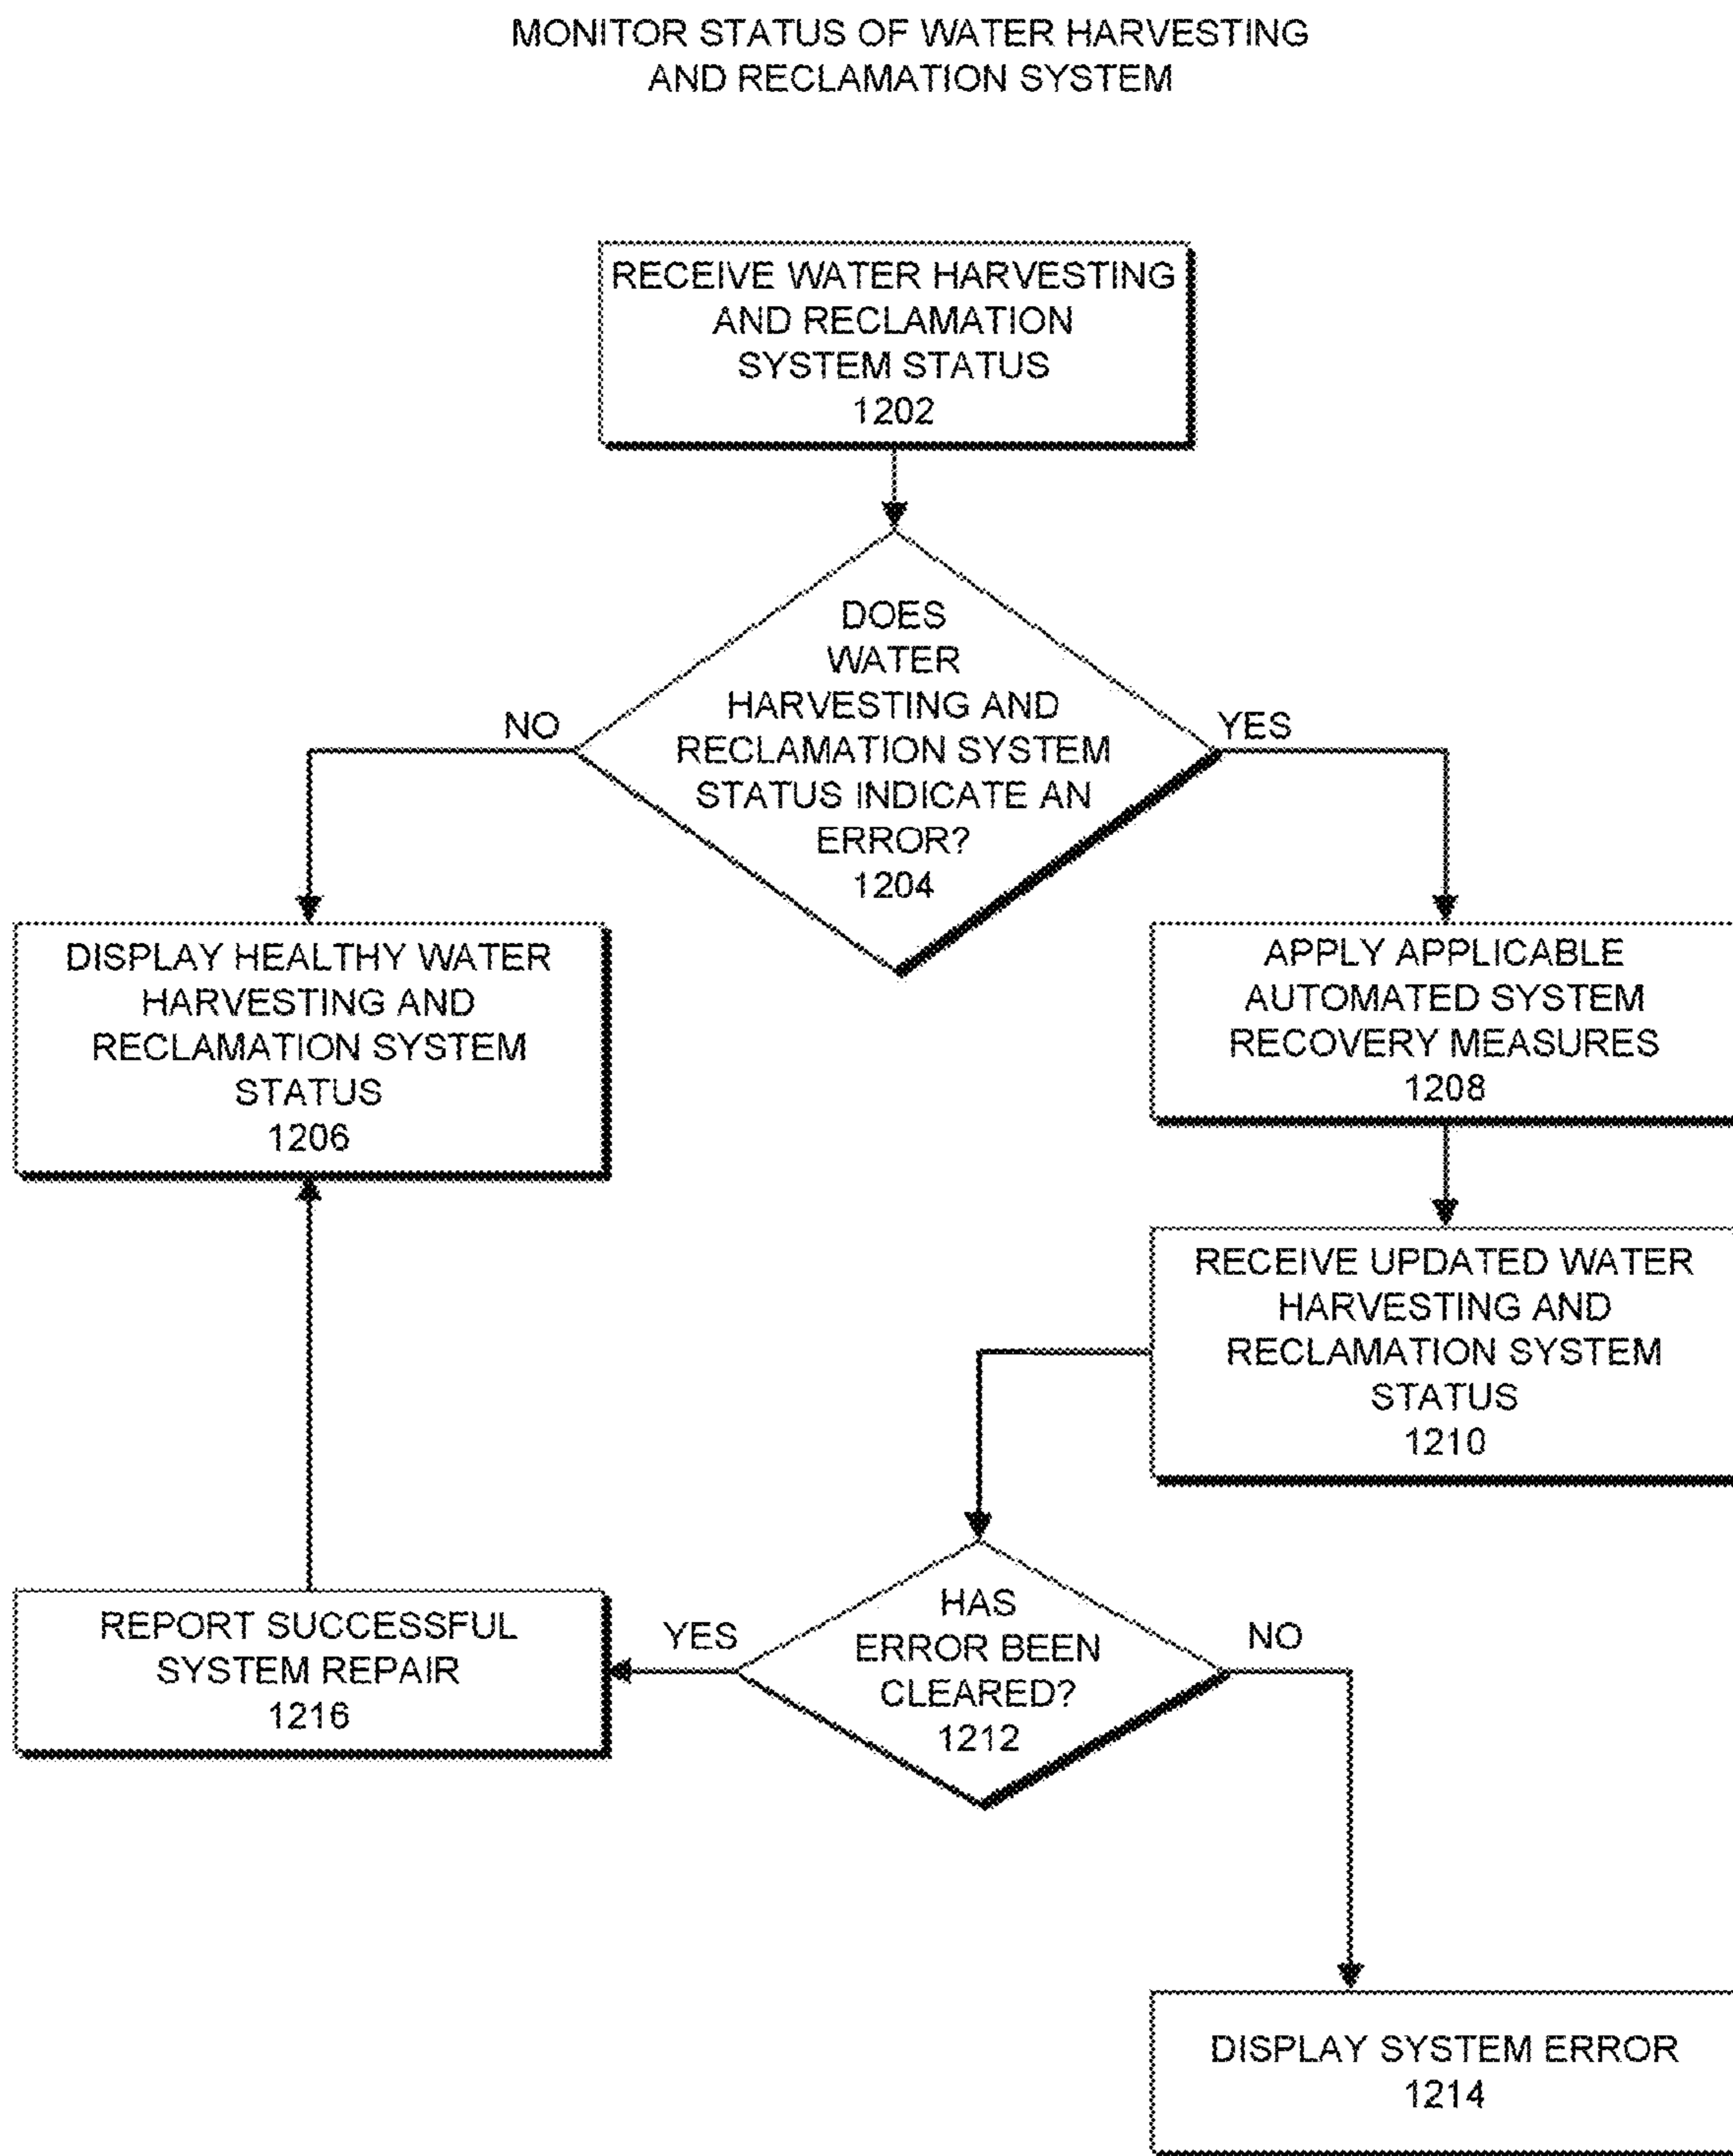 MONITOR STATUS OF WATER HARVESTING
AND RECLAMATION SYSTEM
RECEIVE WATER HARVESTING
AND RECLAMATION
SYSTEM STATUS
1202
DOES
WATER
HARVESTING AND
RECLAMATION SYSTEM
STATUS INDICATE AN
ERROR?
1204
NO
YES
DISPLAY HEALTHY WATER
HARVESTING AND
RECLAMATION SYSTEM
STATUS
1206
APPLY APPLICABLE
AUTOMATED SYSTEM
RECOVERY MEASURES
1208
RECEIVE UPDATED WATER
HARVESTING AND
RECLAMATION SYSTEM
STATUS
1210
HAS
ERROR BEEN
CLEARED?
1212
YES
NO
REPORT SUCCESSFUL
SYSTEM REPAIR
1216
DISPLAY SYSTEM ERROR
1214